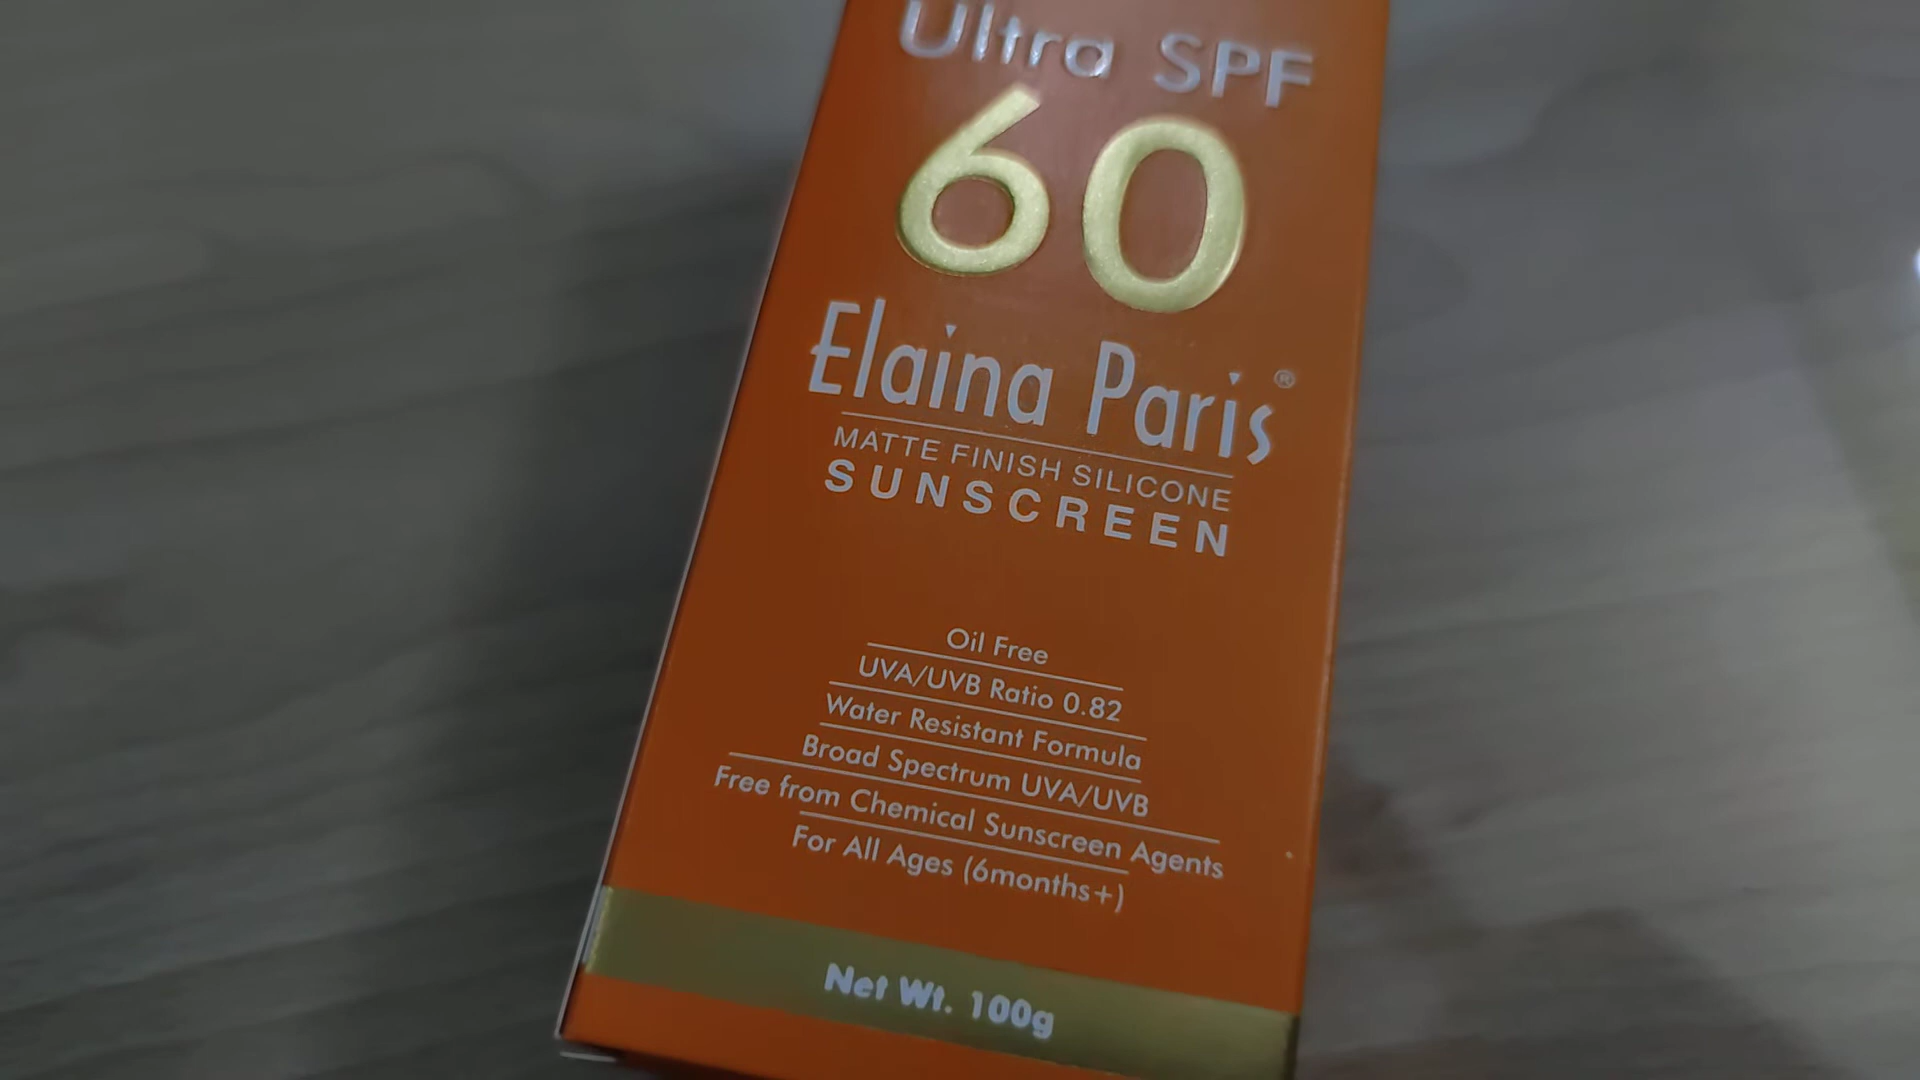 Ultra SPF
60
Elaina Paris®
MATTE FINISH SILICONE
SUNSCREEN
Oil Free
UVA/UVB Ratio 0.82
Water Resistant Formula
Broad Spectrum UVA/UVB
Free from Chemical Sunscreen Agents
For All Ages (6months+)
Net Wt. 100g